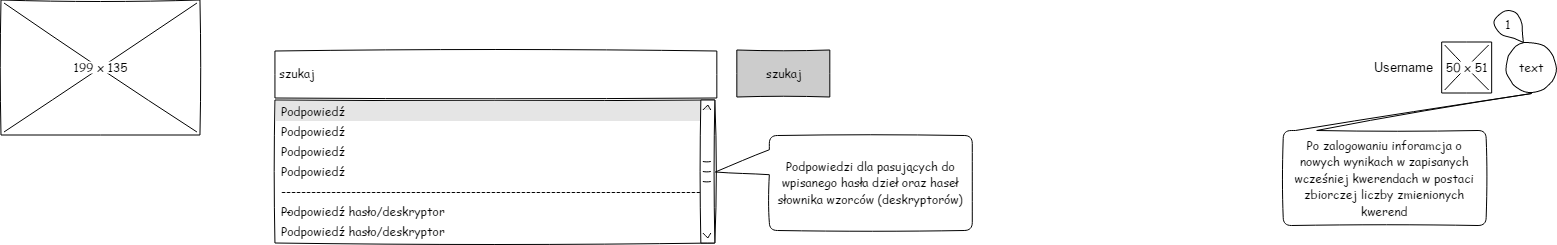 199 x 135
szukaj
szukaj
Podpowiedź
Podpowiedź
Podpowiedź
Podpowiedź
Podpowiedź hasło/deskryptor
Podpowiedź hasło/deskryptor
Podpowiedzi dla pasujących do
wpisanego hasła dzieł oraz haseł
słownika wzorców (deskryptorów)
Username
50 x 51
1
text
Po zalogowaniu inforamcja o
nowych wynikach w zapisanych
wcześniej kwerendach w postaci
zbiorczej liczby zmienionych
kwerend